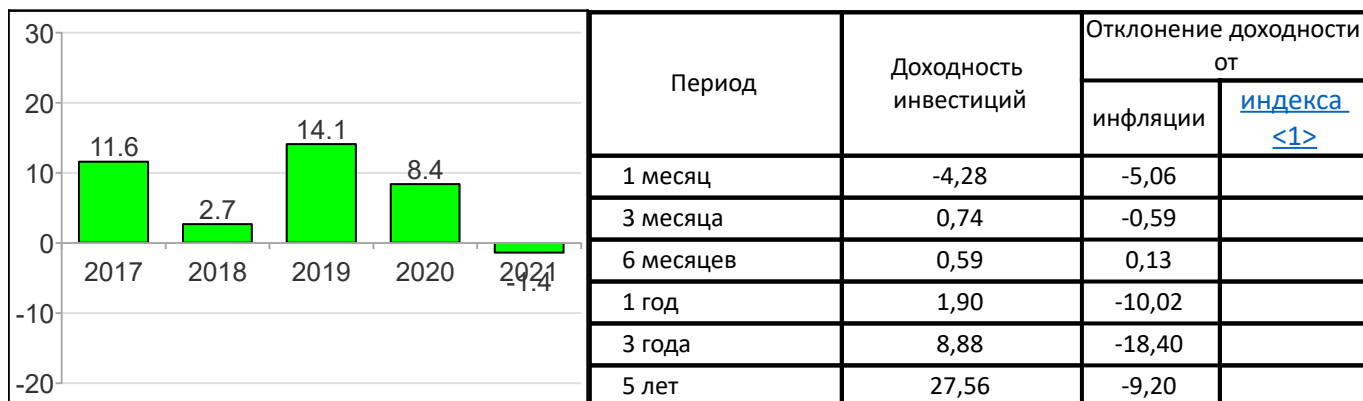 30
20
10
0
-10
-20
11.6
2.7
14.1
8.4
-1.4
2017 2018 2019 2020 2021
Период
Доходность
инвестиций
Отклонение доходности
от
инфляции
индекса
<1>
1 месяц -4,28 -5,06
3 месяца 0,74 -0,59
6 месяцев 0,59 0,13
1 год 1,90 -10,02
3 года 8,88 -18,40
5 лет 27,56 -9,20